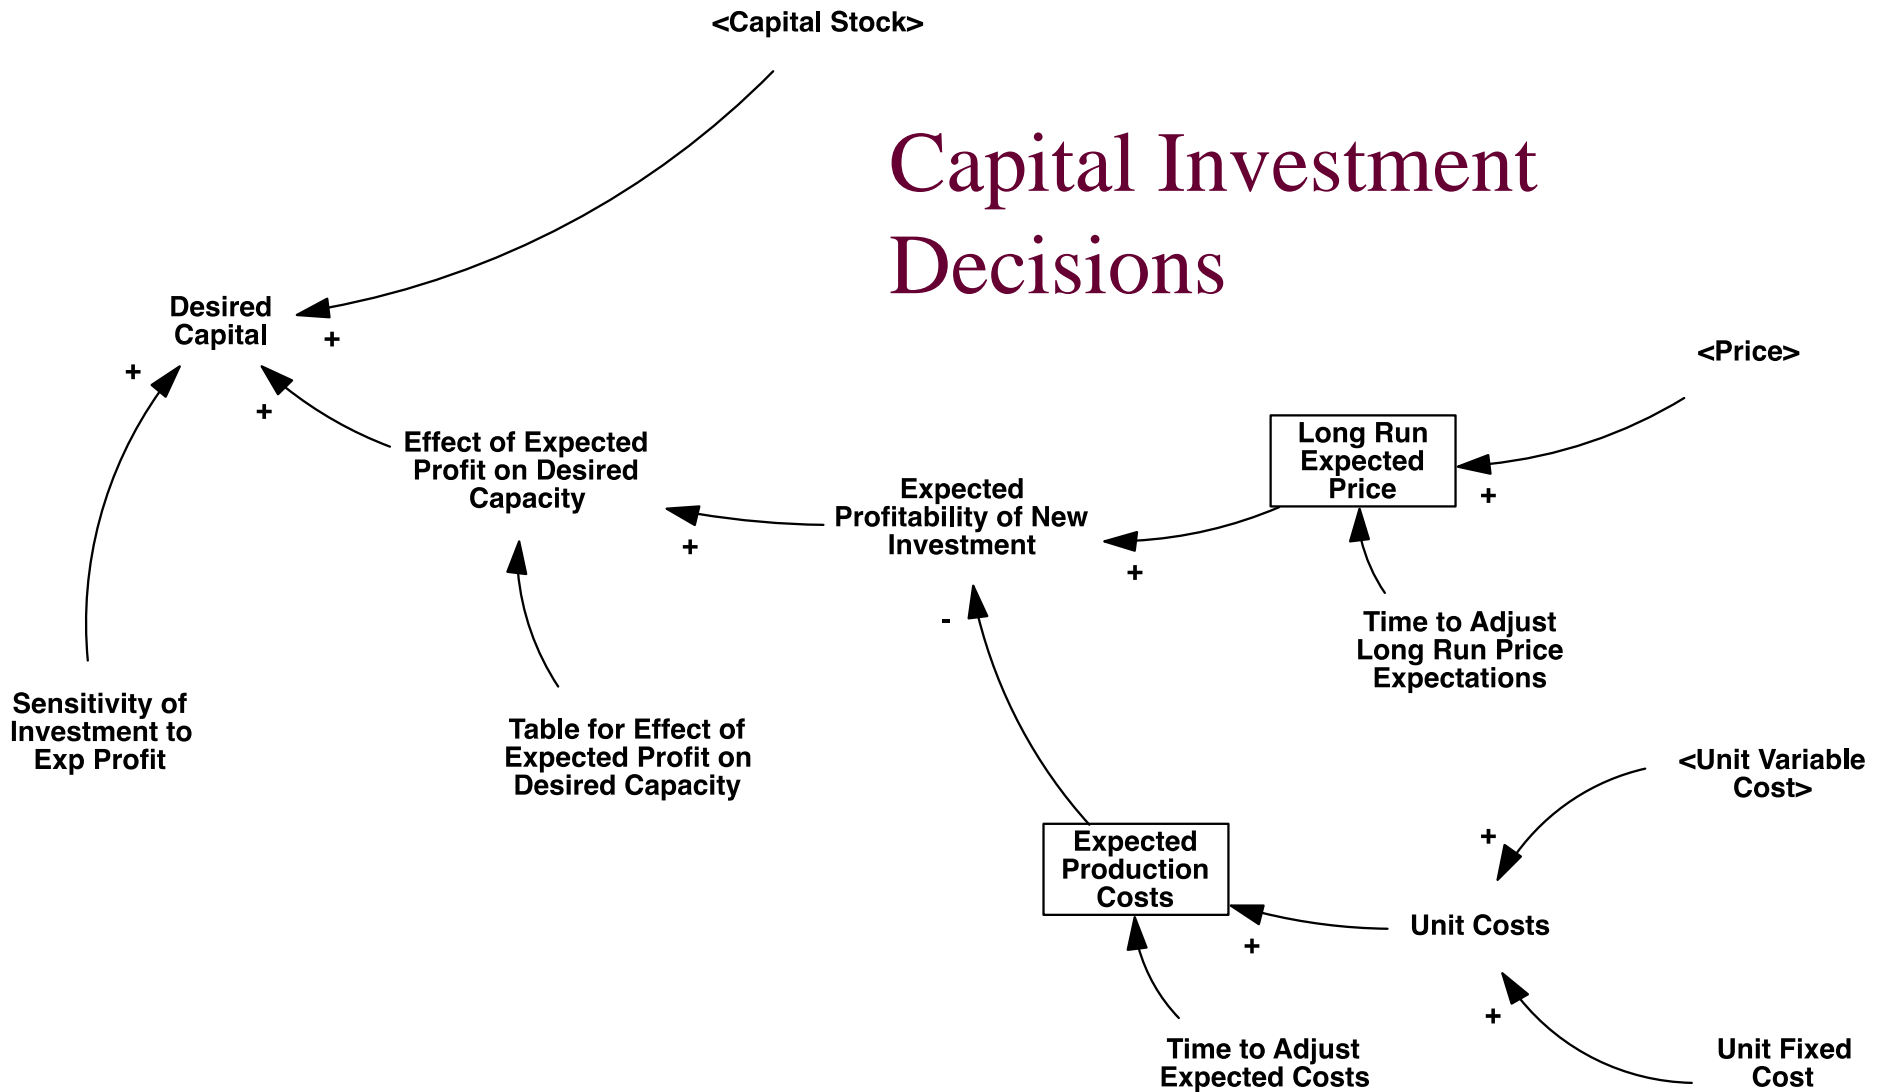 <Capital Stock>
Capital Investment
Decisions
Desired
Capital
+
+
+
<Price>
Effect of Expected
Profit on Desired
Capacity
+
Expected
Profitability of New
Investment
+
-
Long Run
Expected
Price
+
Time to Adjust
Long Run Price
Expectations
Sensitivity of
Investment to
Exp Profit
Table for Effect of
Expected Profit on
Desired Capacity
<Unit Variable
Cost>
+
Expected
Production
Costs
+
Unit Costs
+
Time to Adjust
Expected Costs
Unit Fixed
Cost